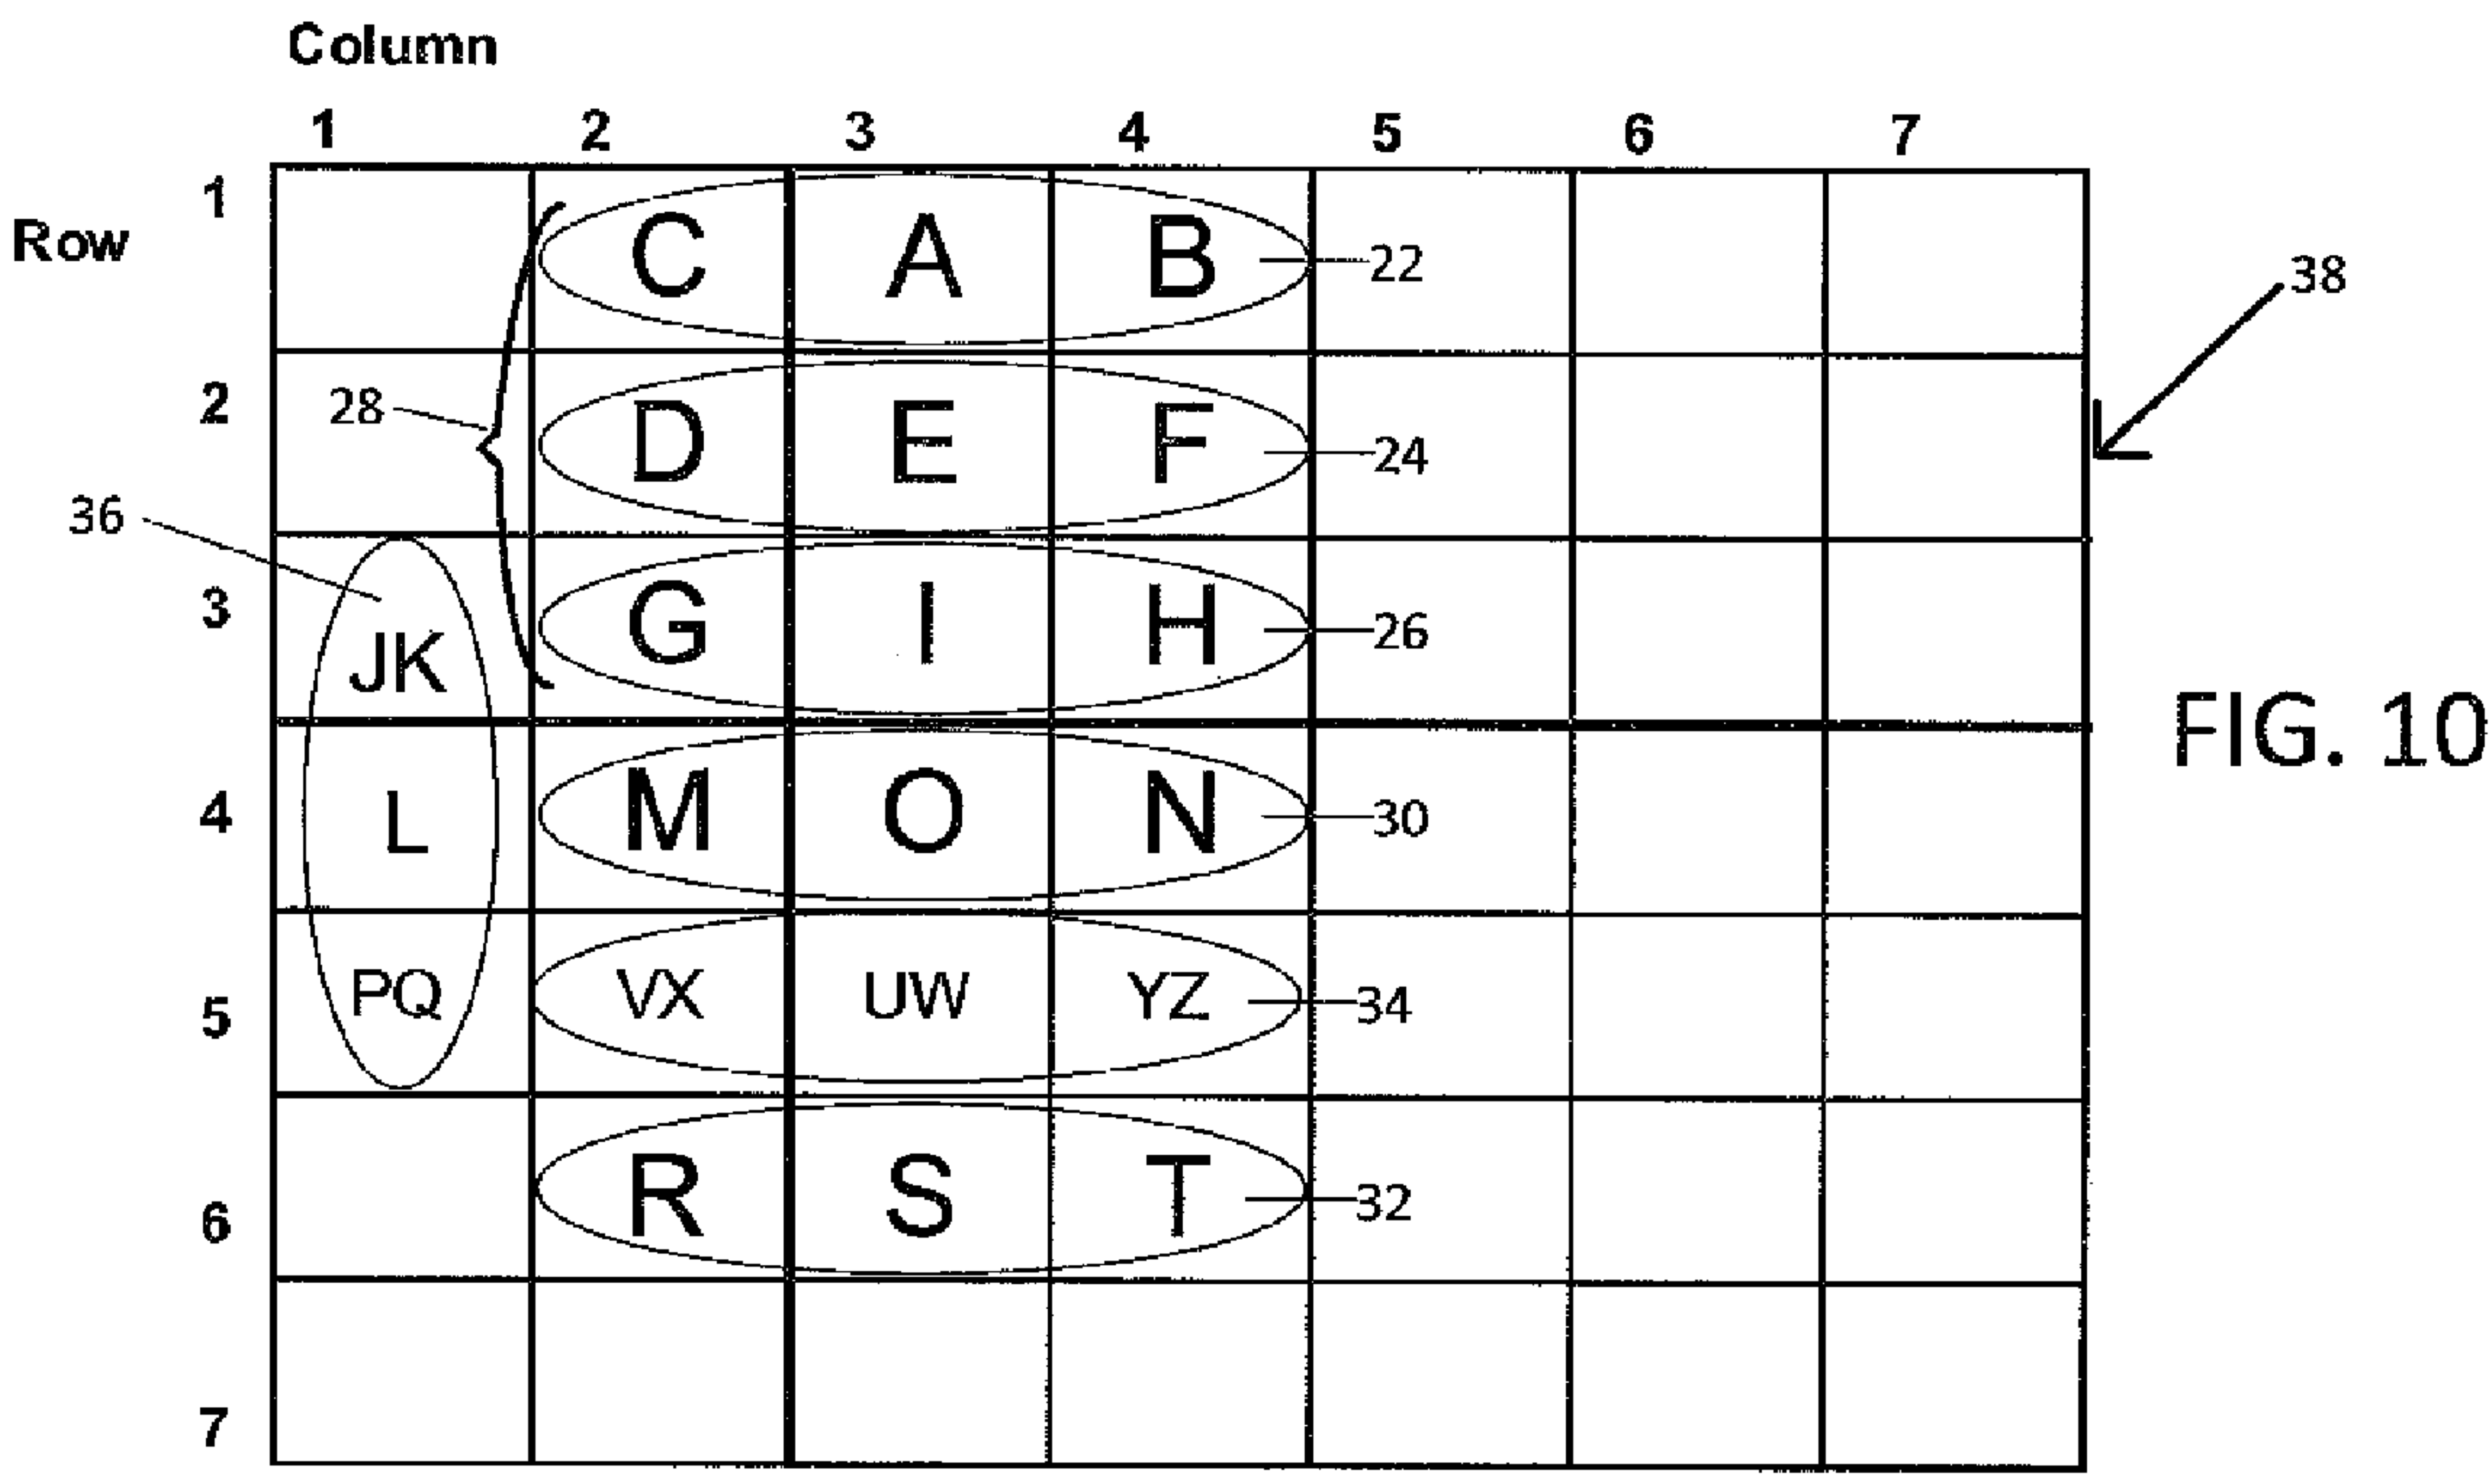 Column
1 2 3 4 5 6 7
1 C A B 22
Row
38
2 28 D E F 24
36
3 JK G I H 26
FIG. 10
4 L M O N 30
5 PQ VX UW YZ 34
6 R S T 32
7